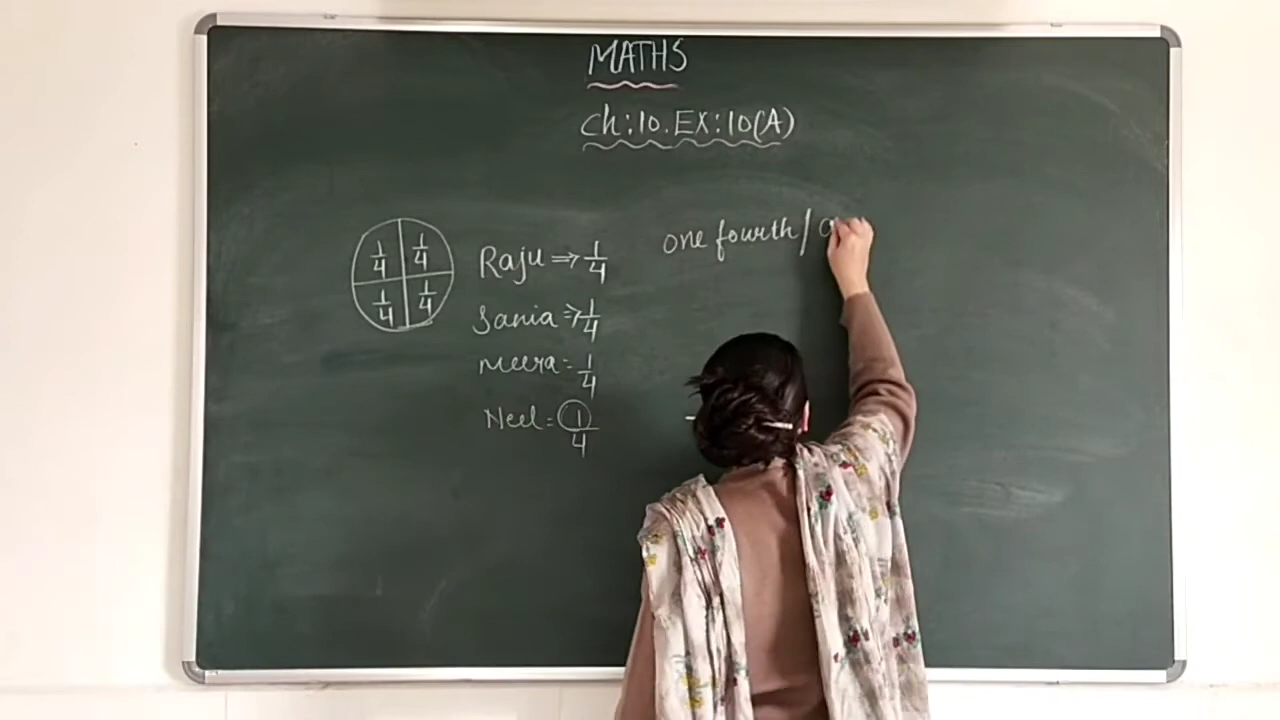 MATHS
Ch:10. EX:10(A)
1/4 1/4
1/4 1/4
Raju ⇒ 1/4
Sania ⇒ 1/4
Meera = 1/4
Neel = 1/4
one fourth /